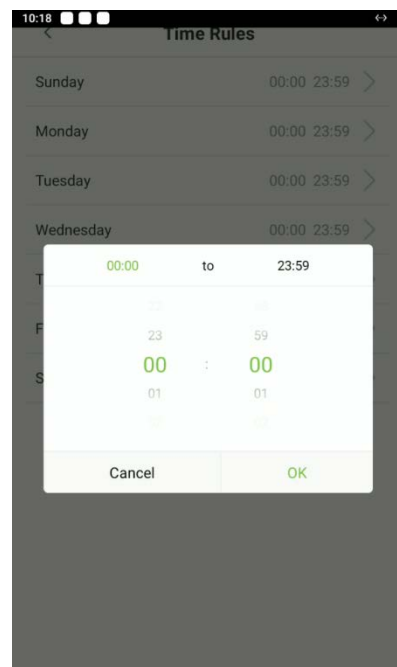 10:18
Time Rules
Sunday 00:00 23:59
Monday 00:00 23:59
Tuesday 00:00 23:59
Wednesday 00:00 23:59
00:00 to 23:59
T
23 59
F
00 : 00
S
01 01
Cancel OK